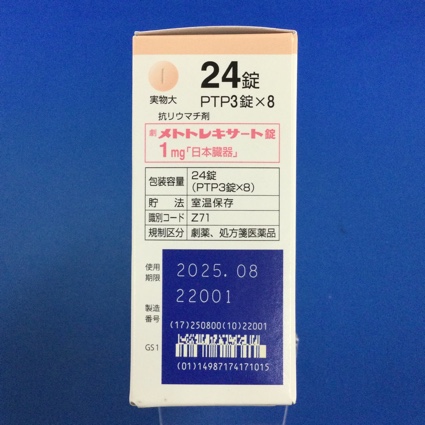 24錠
実物大
PTP3錠×8
抗リウマチ剤
劇 メトトレキサート錠
1mg「日本臓器」
包装容量 24錠
(PTP3錠×8)
貯法 室温保存
識別コード Z71
規制区分 劇薬、処方箋医薬品
使用
期限
2025.08
22001
製造
番号
(17)250800(10)22001
GS1
(01)14987174171015